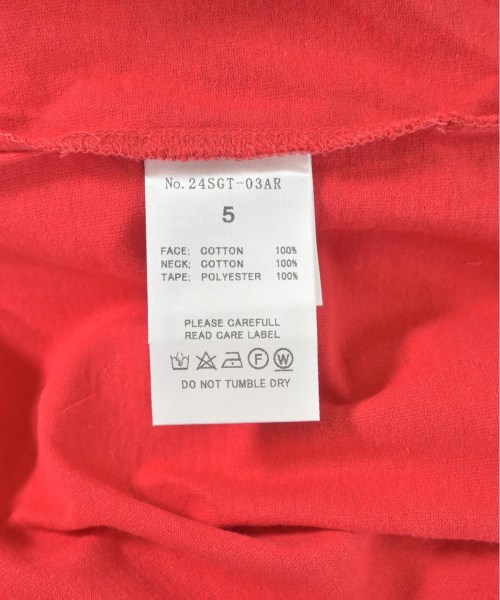 No.24SGT-03AR
5
FACE: COTTON 100%
NECK: COTTON 100%
TAPE: POLYESTER 100%
PLEASE CAREFULL
READ CARE LABEL
F W
DO NOT TUMBLE DRY